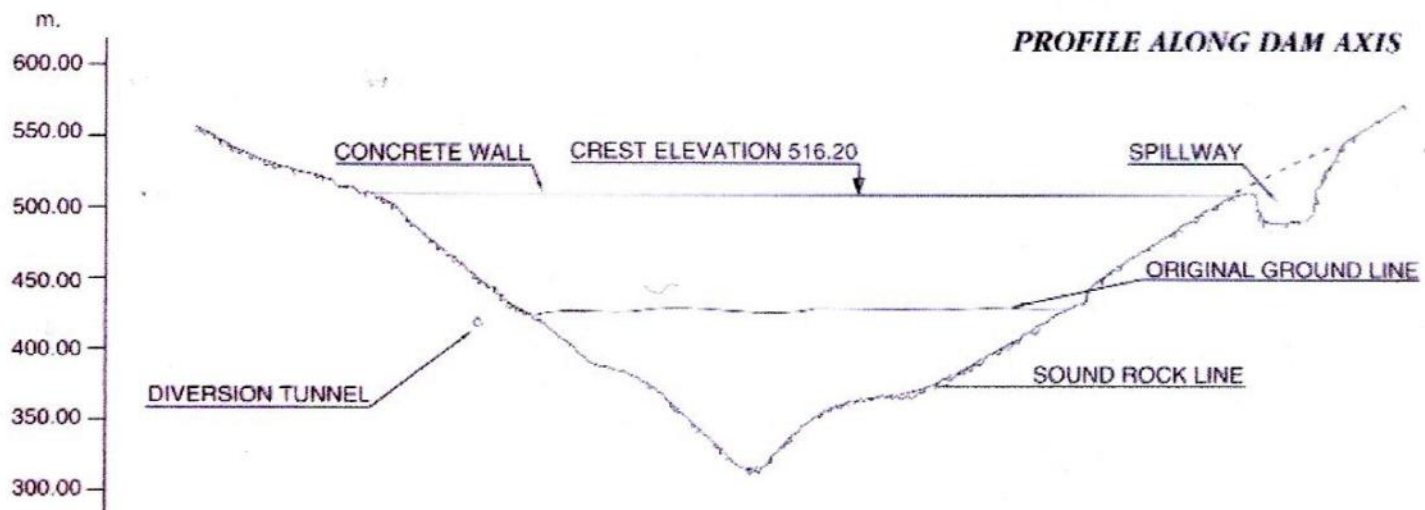 m.
PROFILE ALONG DAM AXIS
600.00
550.00
CONCRETE WALL
CREST ELEVATION 516.20
SPILLWAY
500.00
450.00
ORIGINAL GROUND LINE
400.00
DIVERSION TUNNEL
SOUND ROCK LINE
350.00
300.00